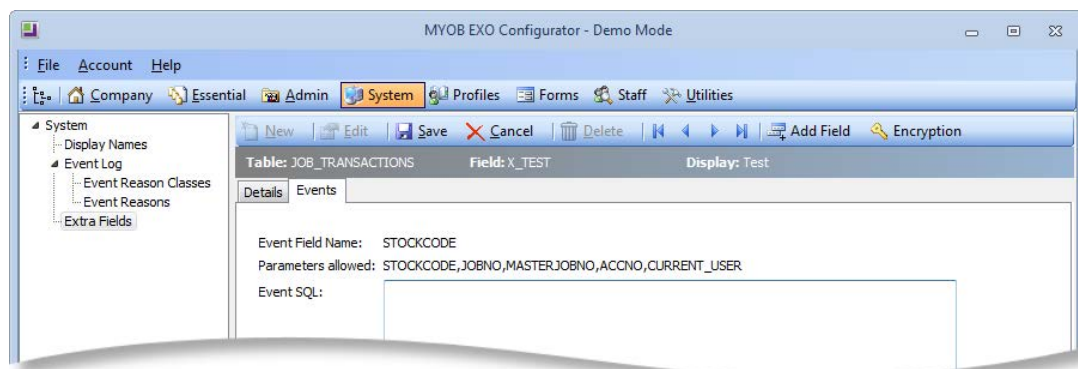 MYOB EXO Configurator - Demo Mode
File Account Help
Company Essential Admin System Profiles Forms Staff Utilities
System
Display Names
Event Log
Event Reason Classes
Event Reasons
Extra Fields
New Edit Save Cancel Delete Add Field Encryption
Table: JOB_TRANSACTIONS Field: X_TEST Display: Test
Details Events
Event Field Name: STOCKCODE
Parameters allowed: STOCKCODE,JOBNO,MASTERJOBNO,ACCNO,CURRENT_USER
Event SQL: